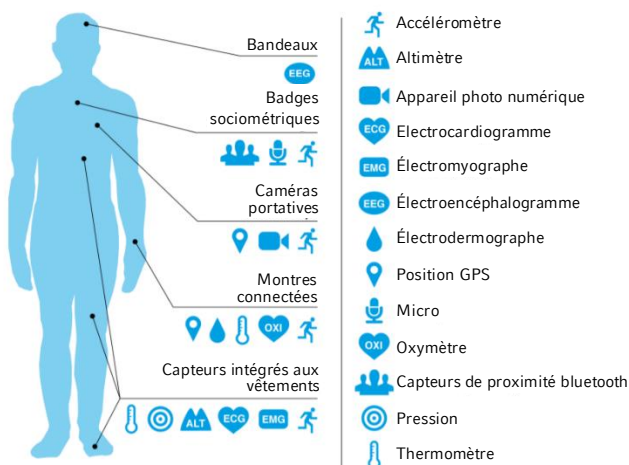 Bandeaux
EEG
Badges
sociométriques
Caméras
portatives
Montres
connectées
OXI
Capteurs intégrés aux
vêtements
ALT ECG EMG
Accéléromètre
ALT Altimètre
Appareil photo numérique
ECG Electrocardiogramme
EMG Électromyographe
EEG Électroencéphalogramme
Électrodermographe
Position GPS
Micro
OXI Oxymètre
Capteurs de proximité bluetooth
Pression
Thermomètre